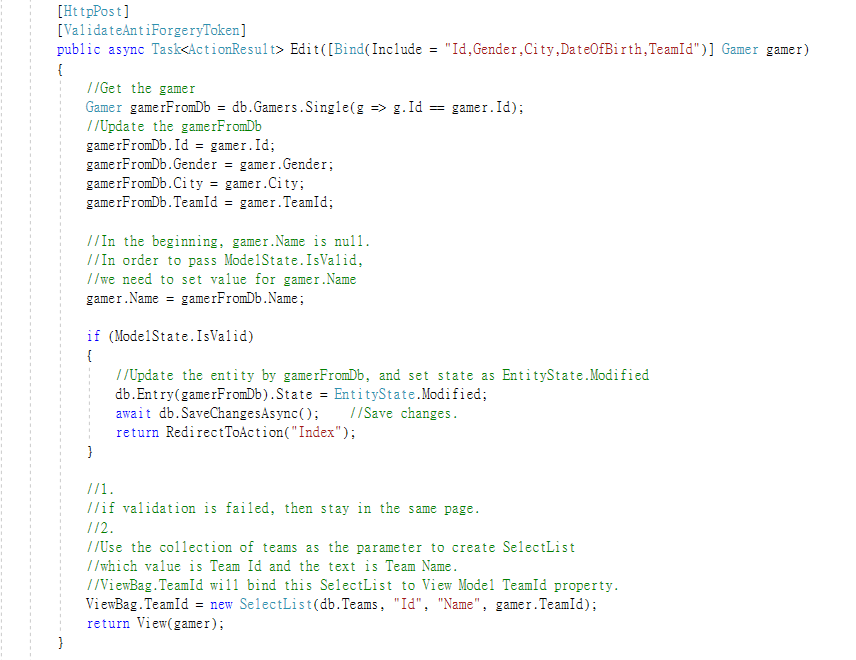 [HttpPost]
[ValidateAntiForgeryToken]
public async Task<ActionResult> Edit([Bind(Include = "Id,Gender,City,DateOfBirth,TeamId")] Gamer gamer)
{
//Get the gamer
Gamer gamerFromDb = db.Gamers.Single(g => g.Id == gamer.Id);
//Update the gamerFromDb
gamerFromDb.Id = gamer.Id;
gamerFromDb.Gender = gamer.Gender;
gamerFromDb.City = gamer.City;
gamerFromDb.TeamId = gamer.TeamId;
//In the beginning, gamer.Name is null.
//In order to pass ModelState.IsValid,
//we need to set value for gamer.Name
gamer.Name = gamerFromDb.Name;
if (ModelState.IsValid)
{
//Update the entity by gamerFromDb, and set state as EntityState.Modified
db.Entry(gamerFromDb).State = EntityState.Modified;
await db.SaveChangesAsync();    //Save changes.
return RedirectToAction("Index");
}
//1.
//if validation is failed, then stay in the same page.
//2.
//Use the collection of teams as the parameter to create SelectList
//which value is Team Id and the text is Team Name.
//ViewBag.TeamId will bind this SelectList to View Model TeamId property.
ViewBag.TeamId = new SelectList(db.Teams, "Id", "Name", gamer.TeamId);
return View(gamer);
}